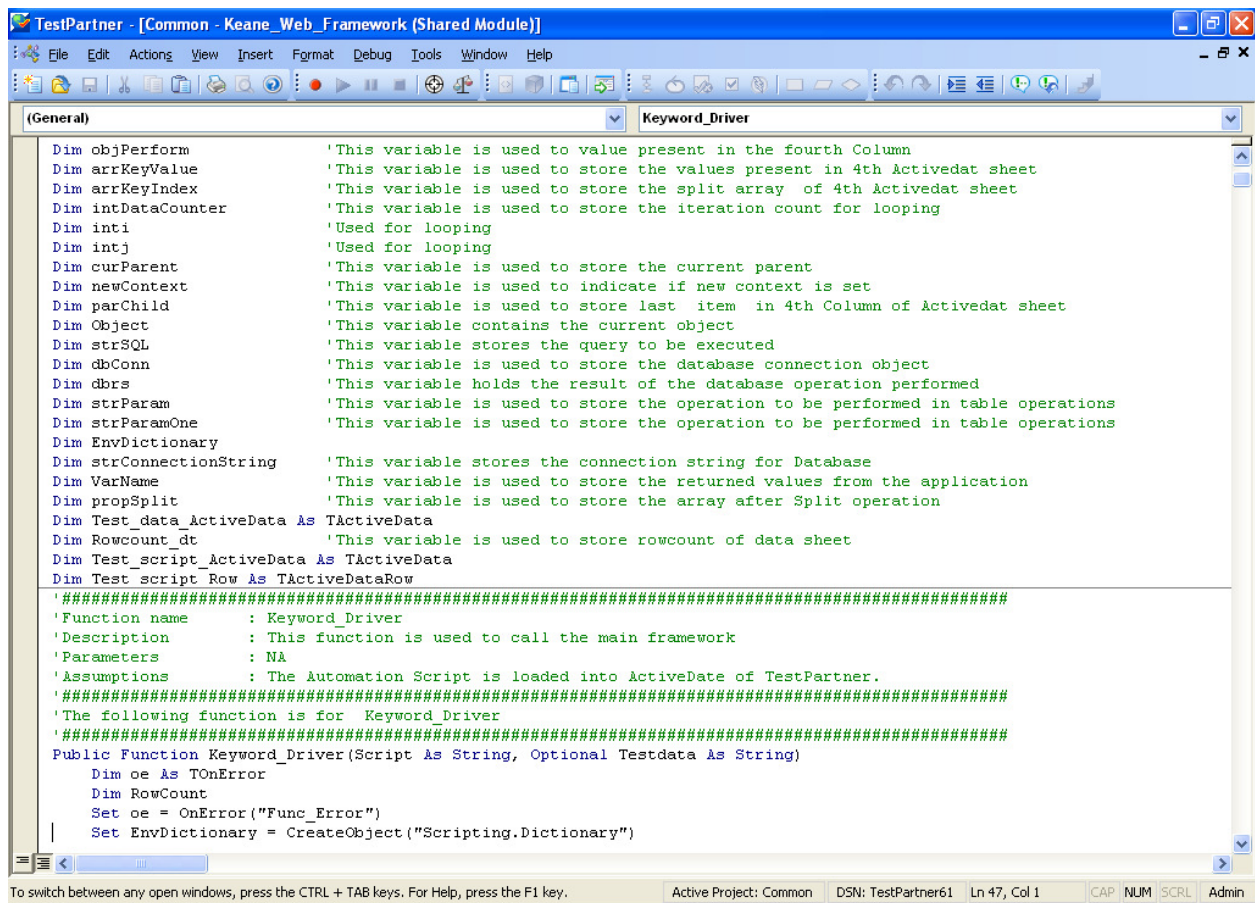 TestPartner - [Common - Keane_Web_Framework (Shared Module)]
File Edit Actions View Insert Format Debug Tools Window Help
(General) Keyword_Driver
Dim objPerform 'This variable is used to value present in the fourth Column
Dim arrKeyValue 'This variable is used to store the values present in 4th Activedat sheet
Dim arrKeyIndex 'This variable is used to store the split array  of 4th Activedat sheet
Dim intDataCounter 'This variable is used to store the iteration count for looping
Dim inti 'Used for looping
Dim intj 'Used for looping
Dim curParent 'This variable is used to store the current parent
Dim newContext 'This variable is used to indicate if new context is set
Dim parChild 'This variable is used to store last  item  in 4th Column of Activedat sheet
Dim Object 'This variable contains the current object
Dim strSQL 'This variable stores the query to be executed
Dim dbConn 'This variable is used to store the database connection object
Dim dbrs 'This variable holds the result of the database operation performed
Dim strParam 'This variable is used to store the operation to be performed in table operations
Dim strParamOne 'This variable is used to store the operation to be performed in table operations
Dim EnvDictionary
Dim strConnectionString 'This variable stores the connection string for Database
Dim VarName 'This variable is used to store the returned values from the application
Dim propSplit 'This variable is used to store the array after Split operation
Dim Test_data_ActiveData As TActiveData
Dim Rowcount_dt 'This variable is used to store rowcount of data sheet
Dim Test_script_ActiveData As TActiveData
Dim Test_script_Row As TActiveDataRow
'#################################################################################################
'Function name : Keyword_Driver
'Description : This function is used to call the main framework
'Parameters : NA
'Assumptions : The Automation Script is loaded into ActiveDate of TestPartner.
'#################################################################################################
'The following function is for  Keyword_Driver
'#################################################################################################
Public Function Keyword_Driver(Script As String, Optional Testdata As String)
Dim oe As TOnError
Dim RowCount
Set oe = OnError("Func_Error")
Set EnvDictionary = CreateObject("Scripting.Dictionary")
To switch between any open windows, press the CTRL + TAB keys. For Help, press the F1 key. Active Project: Common DSN: TestPartner61 Ln 47, Col 1 CAP NUM SCRL Admin